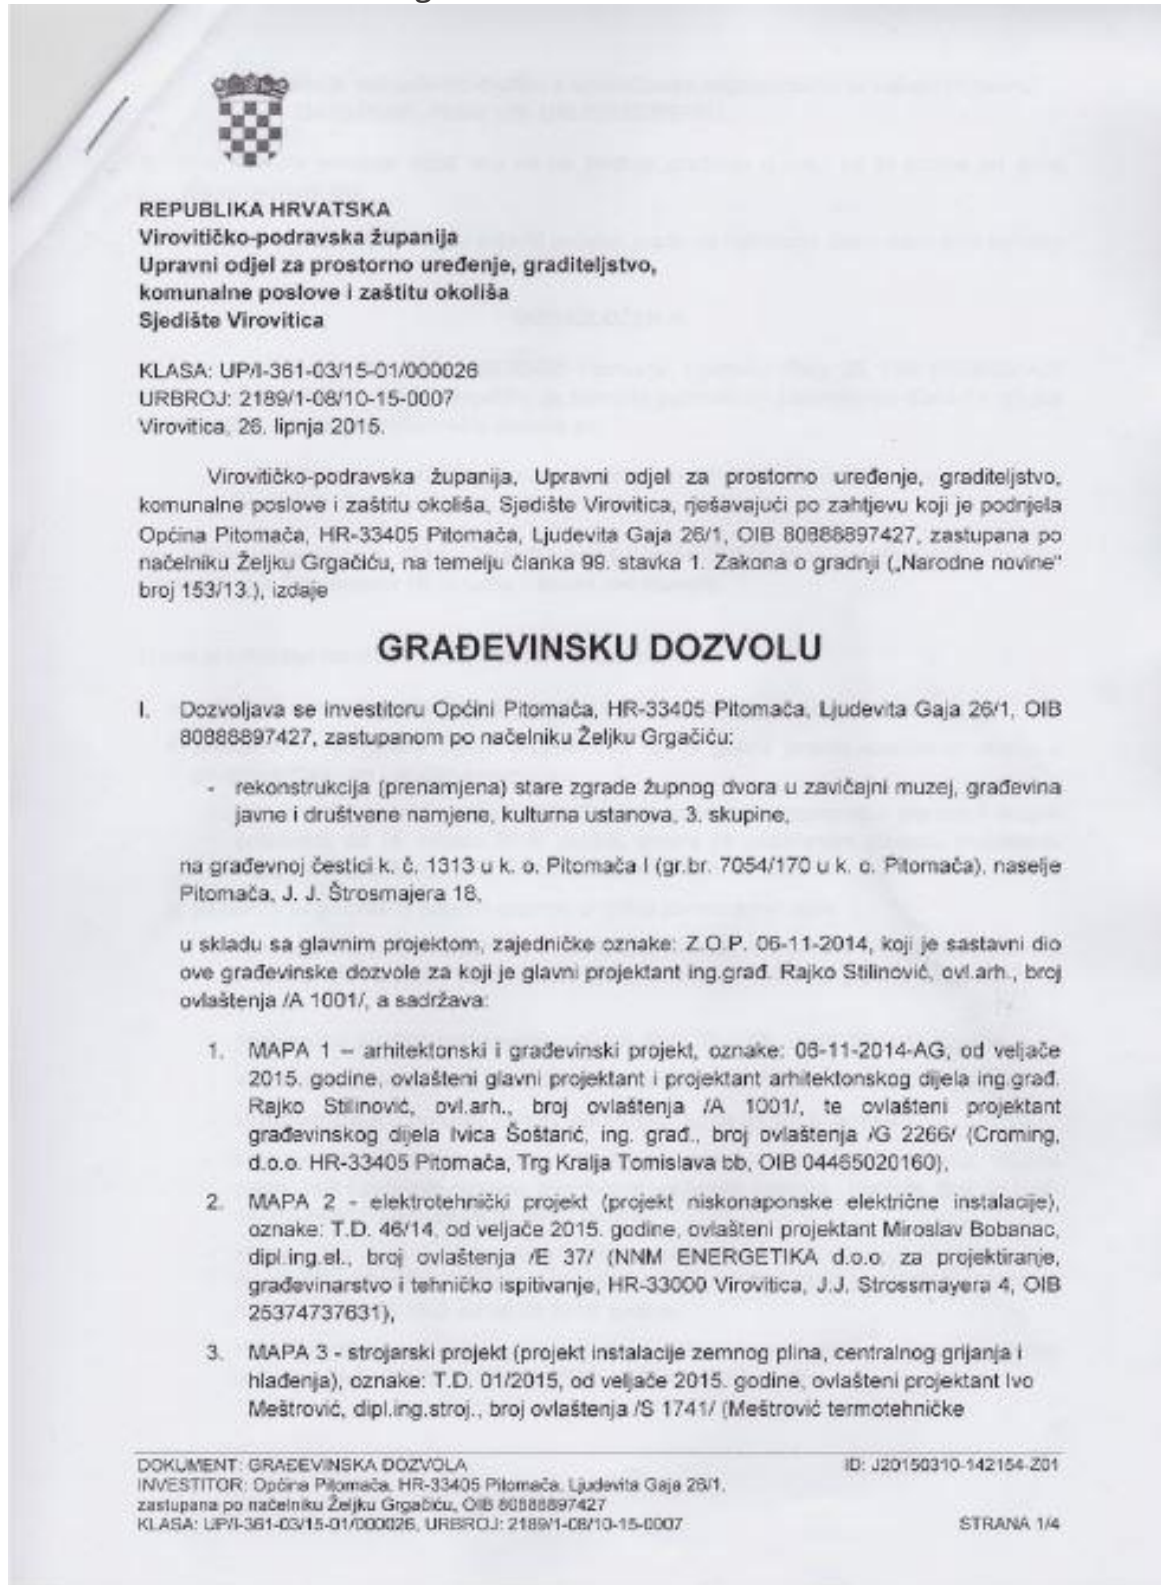 REPUBLIKA HRVATSKA
Virovitičko-podravska županija
Upravni odjel za prostorno uređenje, graditeljstvo,
komunalne poslove i zaštitu okoliša
Sjedište Virovitica
KLASA: UP/I-361-03/15-01/000026
URBROJ: 2189/1-08/10-15-0007
Virovitica, 26. lipnja 2015.
Virovitičko-podravska županija, Upravni odjel za prostorno uređenje, graditeljstvo,
komunalne poslove i zaštitu okoliša, Sjedište Virovitica, rješavajući po zahtjevu koji je podnjela
Općina Pitomača, HR-33405 Pitomača, Ljudevita Gaja 26/1, OIB 80888897427, zastupana po
načelniku Željku Grgačiću, na temelju članka 99. stavka 1. Zakona o gradnji („Narodne novine“
broj 153/13.), izdaje
GRAĐEVINSKU DOZVOLU
I. Dozvoljava se investitoru Općini Pitomača, HR-33405 Pitomača, Ljudevita Gaja 26/1, OIB
80888897427, zastupanom po načelniku Željku Grgačiću:
- rekonstrukcija (prenamjena) stare zgrade župnog dvora u zavičajni muzej, građevina
javne i društvene namjene, kulturna ustanova, 3. skupine,
na građevnoj čestici k. č. 1313 u k. o. Pitomača I (gr.br. 7054/170 u k. o. Pitomača), naselje
Pitomača, J. J. Štrosmajera 18,
u skladu sa glavnim projektom, zajedničke oznake: Z.O.P. 06-11-2014, koji je sastavni dio
ove građevinske dozvole za koji je glavni projektant ing.građ. Rajko Stilinović, ovl.arh., broj
ovlaštenja /A 1001/, a sadržava:
1. MAPA 1 – arhitektonski i građevinski projekt, oznake: 06-11-2014-AG, od veljače
2015. godine, ovlašteni glavni projektant i projektant arhitektonskog dijela ing.građ.
Rajko Stilinović, ovl.arh., broj ovlaštenja /A 1001/, te ovlašteni projektant
građevinskog dijela Ivica Šoštarić, ing. građ., broj ovlaštenja /G 2266/ (Croming,
d.o.o. HR-33405 Pitomača, Trg Kralja Tomislava bb, OIB 04465020160),
2. MAPA 2 - elektrotehnički projekt (projekt niskonaponske električne instalacije),
oznake: T.D. 46/14, od veljače 2015. godine, ovlašteni projektant Miroslav Bobanac,
dipl.ing.el., broj ovlaštenja /E 37/ (NNM ENERGETIKA d.o.o. za projektiranje,
građevinarstvo i tehničko ispitivanje, HR-33000 Virovitica, J.J. Strossmayera 4, OIB
25374737631),
3. MAPA 3 - strojarski projekt (projekt instalacije zemnog plina, centralnog grijanja i
hlađenja), oznake: T.D. 01/2015, od veljače 2015. godine, ovlašteni projektant Ivo
Meštrović, dipl.ing.stroj., broj ovlaštenja /S 1741/ (Meštrović termotehničke
DOKUMENT: GRAĐEVINSKA DOZVOLA ID: J20150310-142154-Z01
INVESTITOR: Općina Pitomača, HR-33405 Pitomača, Ljudevita Gaja 26/1,
zastupana po načelniku Željku Grgačiću, OIB 80888897427
KLASA: UP/I-361-03/15-01/000026, URBROJ: 2189/1-08/10-15-0007 STRANA 1/4